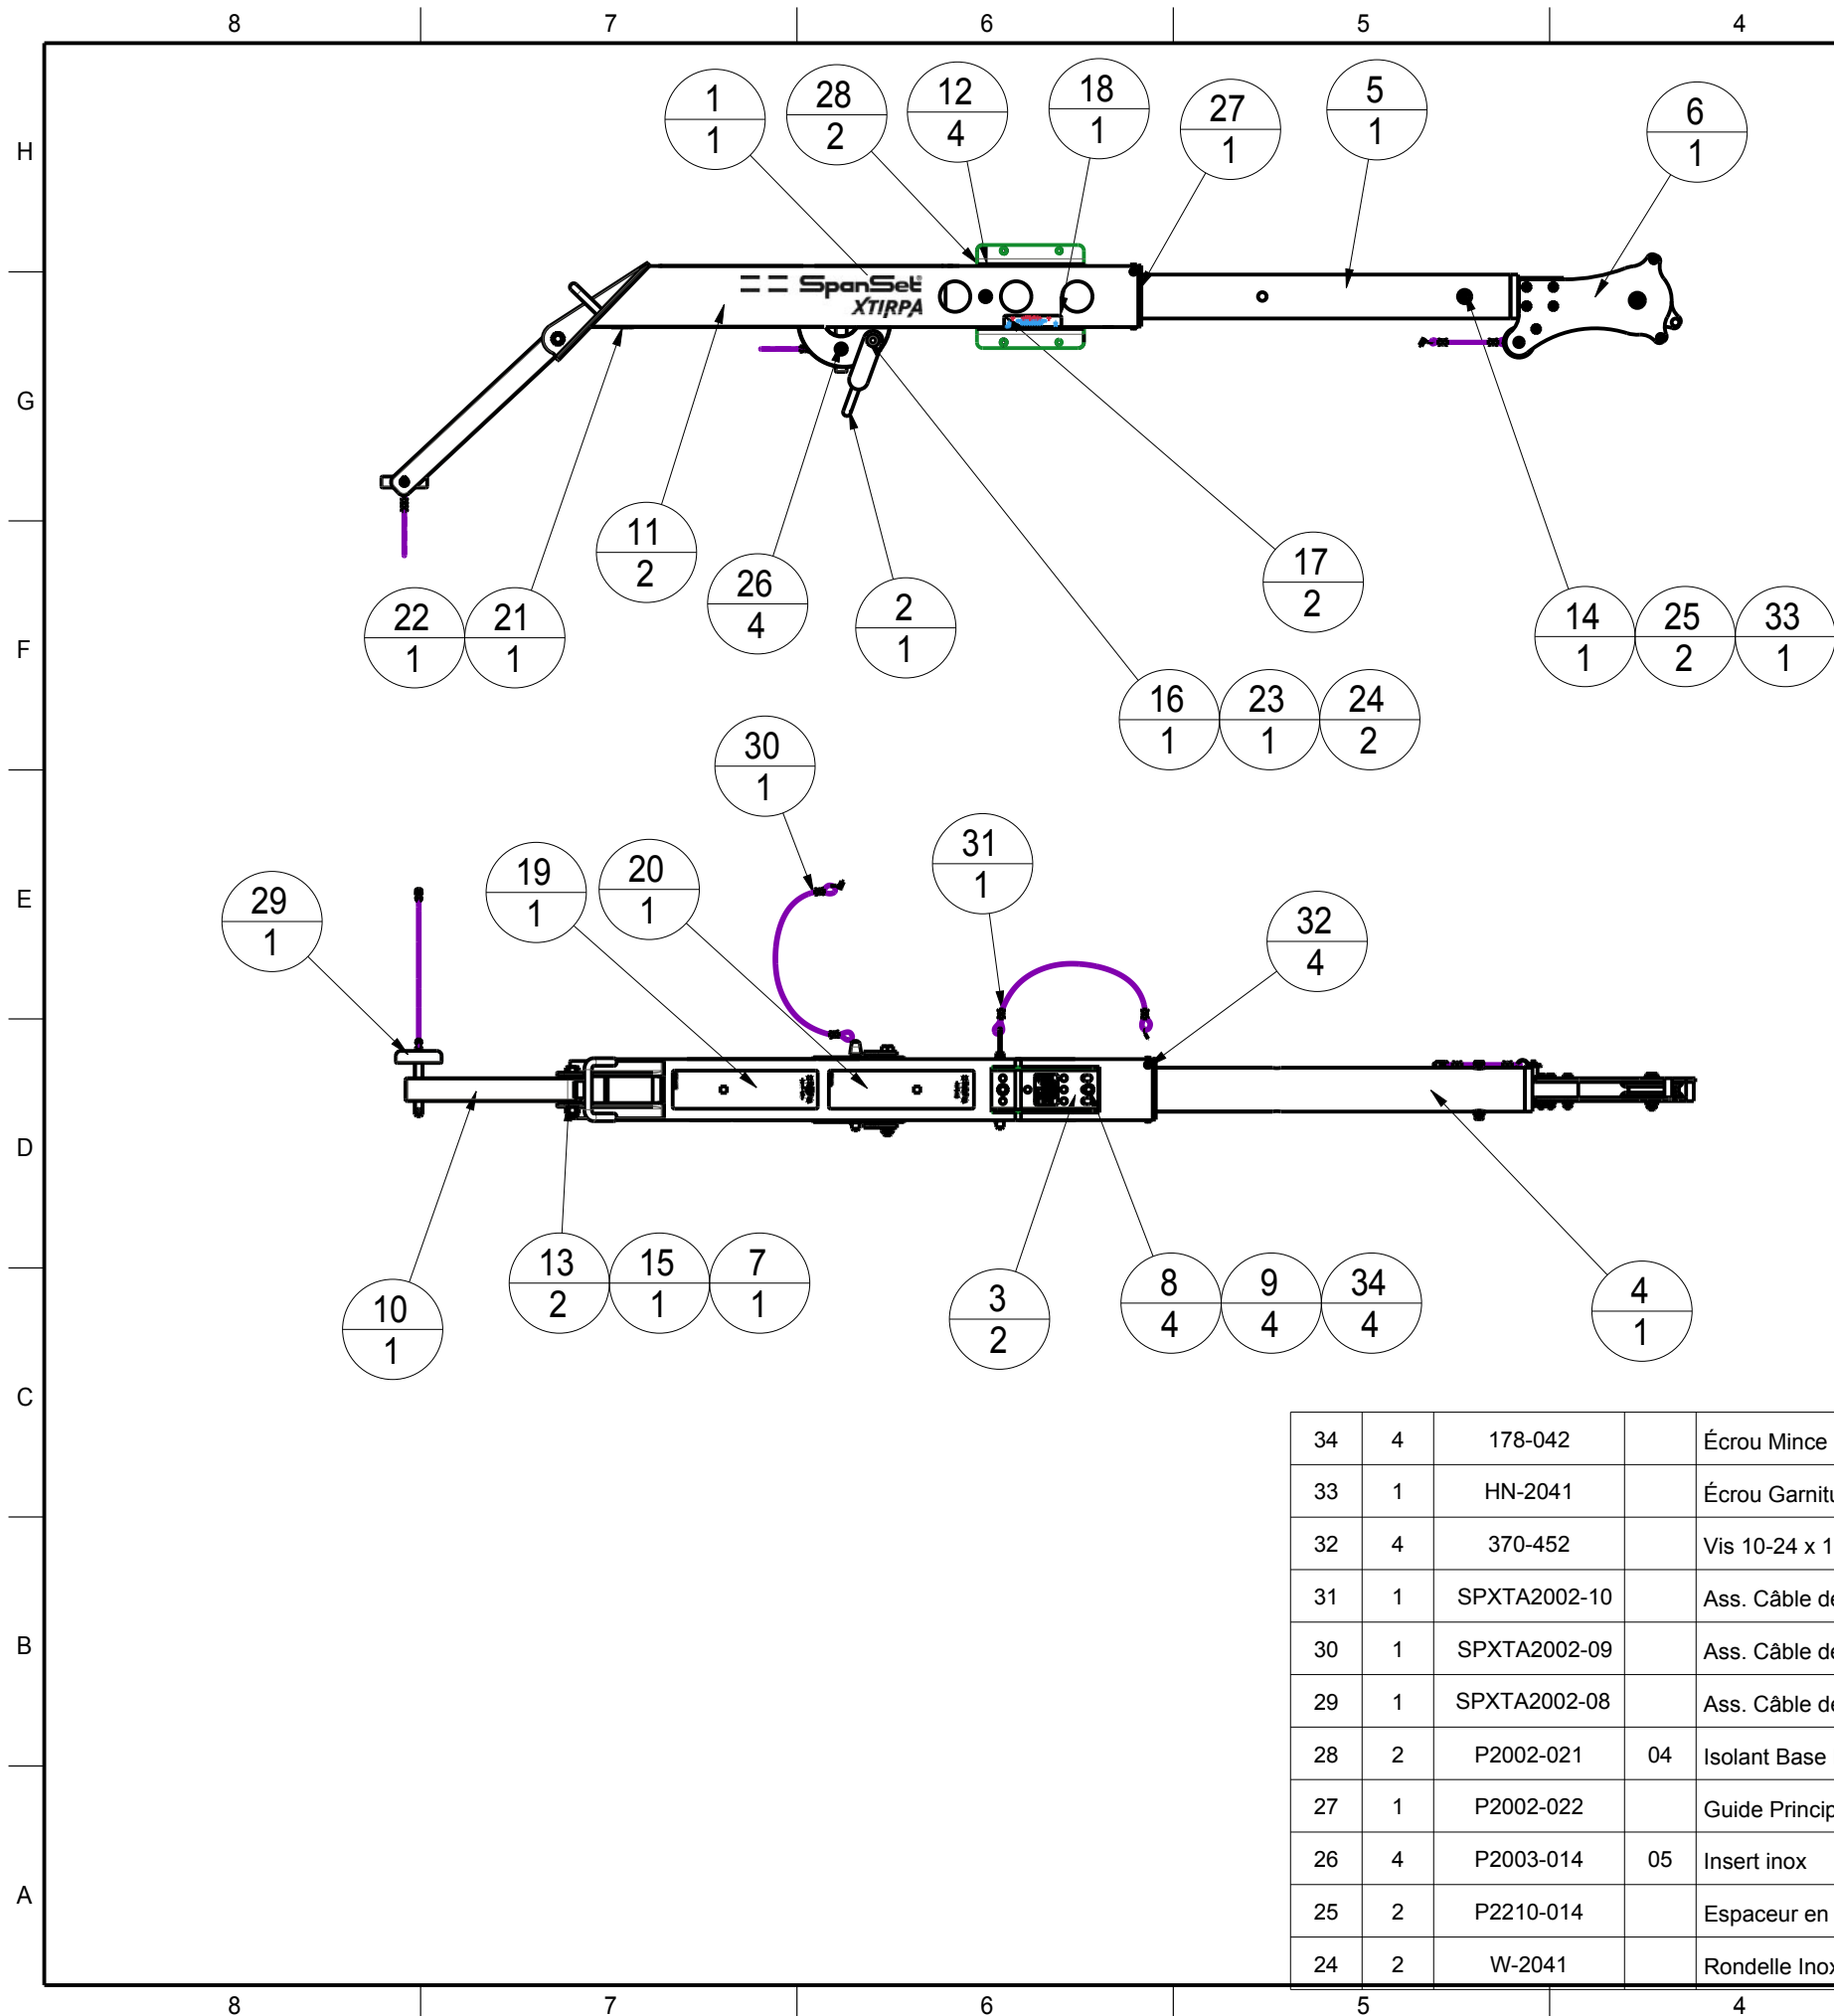 8 7 6 5 4
H
1 28 12 18 27 5 6
1 2 4 1 1 1 1
SpanSet
XTIRPA
G
11 26 2 17
2 4 1 2
F
22 21 14 25 33
1 1 1 2 1
16 23 24
1 1 2
30
1
E
29 19 20 31 32
1 1 1 1 4
D
13 15 7
2 1 1
10 3 8 9 34 4
1 2 4 4 4 1
C
34 4 178-042 Écrou Mince
33 1 HN-2041 Écrou Garnitu
32 4 370-452 Vis 10-24 x 1
31 1 SPXTA2002-10 Ass. Câble de
B
30 1 SPXTA2002-09 Ass. Câble de
29 1 SPXTA2002-08 Ass. Câble de
28 2 P2002-021 04 Isolant Base
27 1 P2002-022 Guide Princip
A
26 4 P2003-014 05 Insert inox
25 2 P2210-014 Espaceur en
24 2 W-2041 Rondelle Inox
8 7 6 5 4